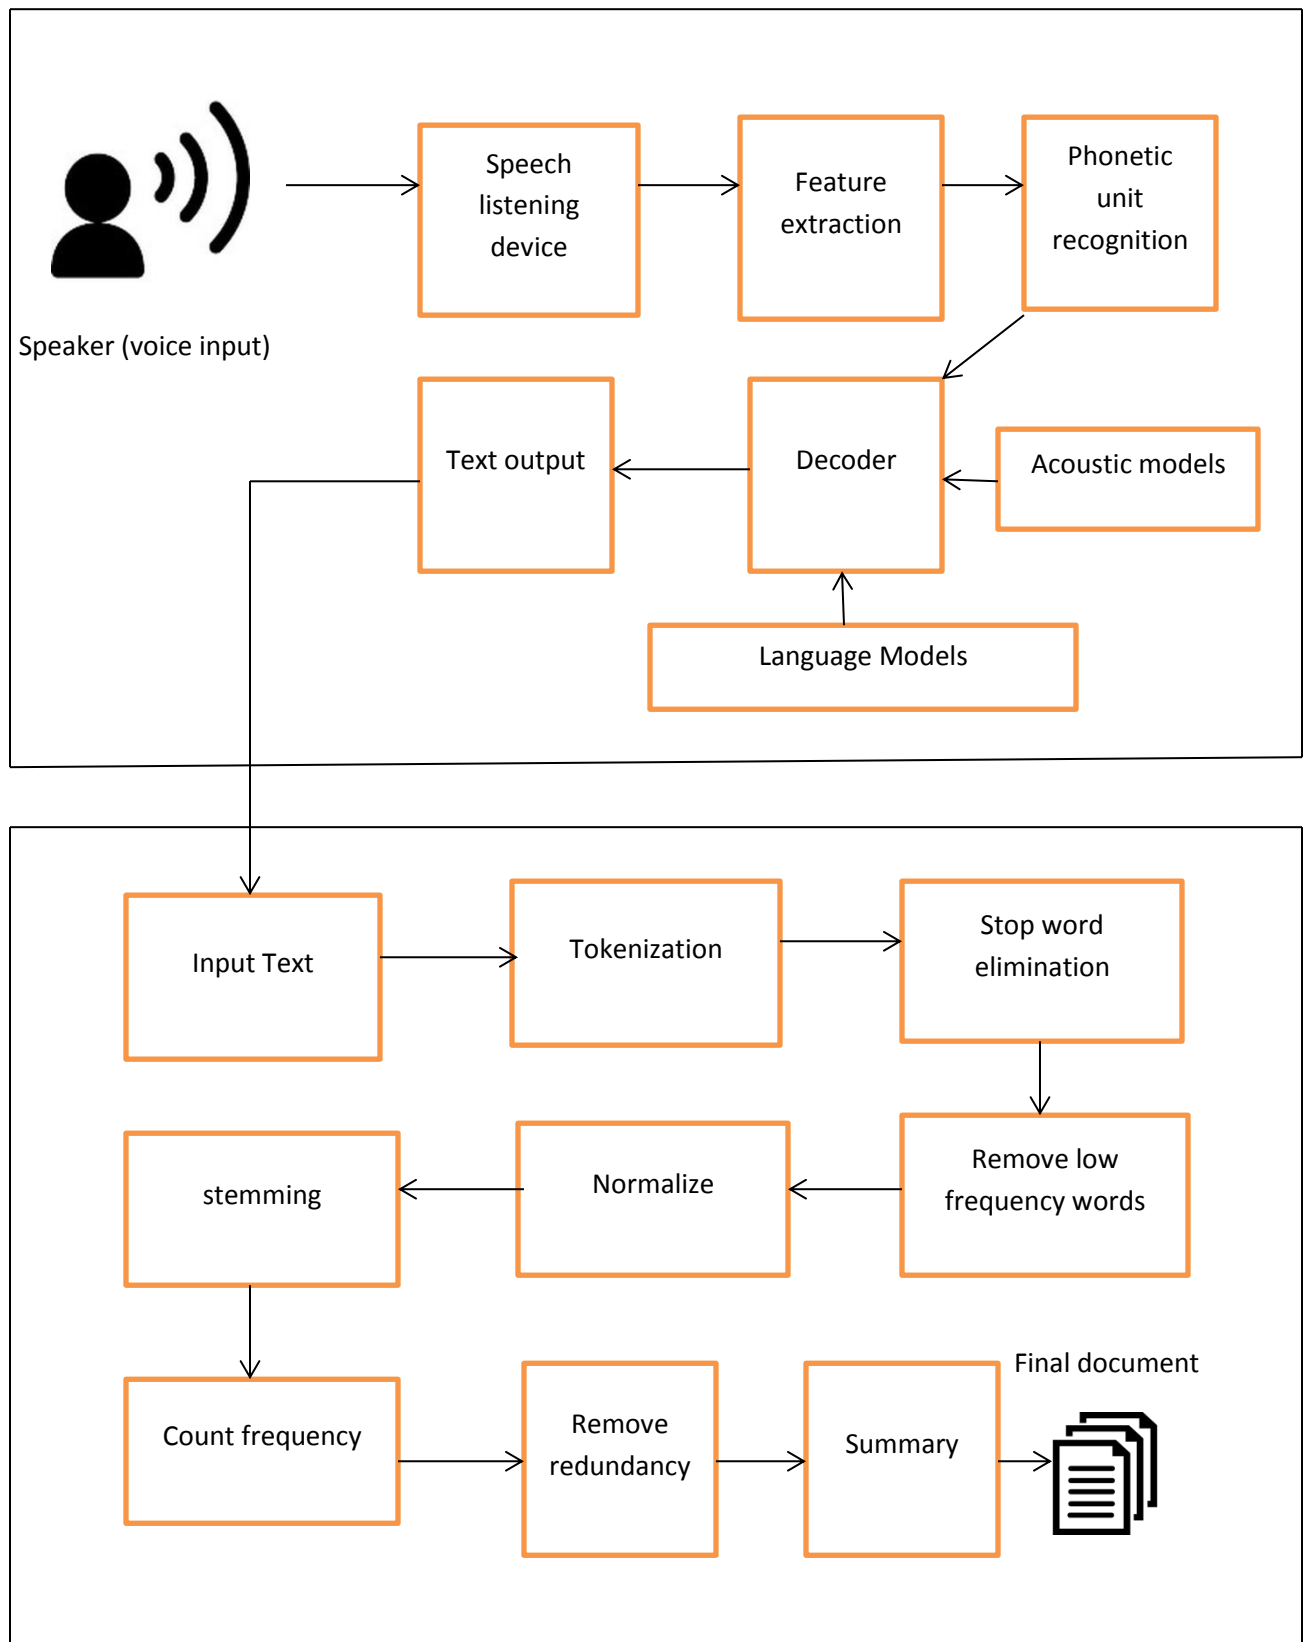 Speech
listening
device
Feature
extraction
Phonetic
unit
recognition
Speaker (voice input)
Text output
Decoder
Acoustic models
Language Models
Input Text
Tokenization
Stop word
elimination
stemming
Normalize
Remove low
frequency words
Count frequency
Remove
redundancy
Summary
Final document